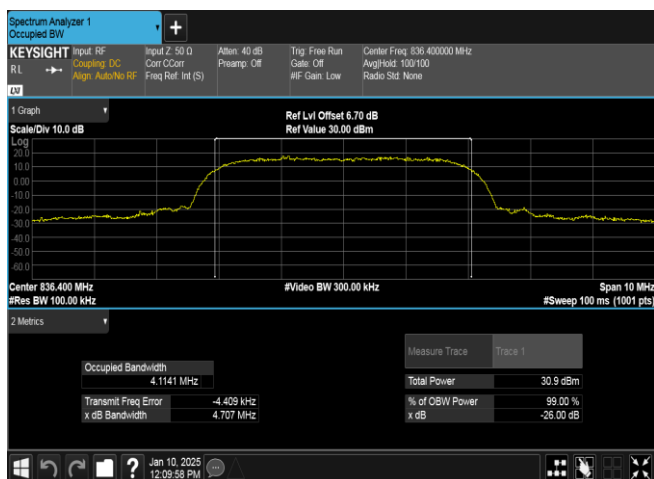 Spectrum Analyzer 1
Occupied BW
KEYSIGHT
RL
LXI
Input: RF
Coupling: DC
Align: Auto/No RF
Input Z: 50 Ω
Corr CCorr
Freq Ref: Int (S)
Atten: 40 dB
Preamp: Off
Trig: Free Run
Gate: Off
#IF Gain: Low
Center Freq: 836.400000 MHz
Avg|Hold: 100/100
Radio Std: None
1 Graph
Scale/Div 10.0 dB
Ref Lvl Offset 6.70 dB
Ref Value 30.00 dBm
Log
20.0
10.0
0.00
-10.0
-20.0
-30.0
-40.0
-50.0
-60.0
Center 836.400 MHz
#Res BW 100.00 kHz
#Video BW 300.00 kHz
Span 10 MHz
#Sweep 100 ms (1001 pts)
2 Metrics
Occupied Bandwidth
4.1141 MHz
Transmit Freq Error -4.409 kHz
x dB Bandwidth 4.707 MHz
Measure Trace Trace 1
Total Power 30.9 dBm
% of OBW Power 99.00 %
x dB -26.00 dB
?
Jan 10, 2025
12:09:58 PM